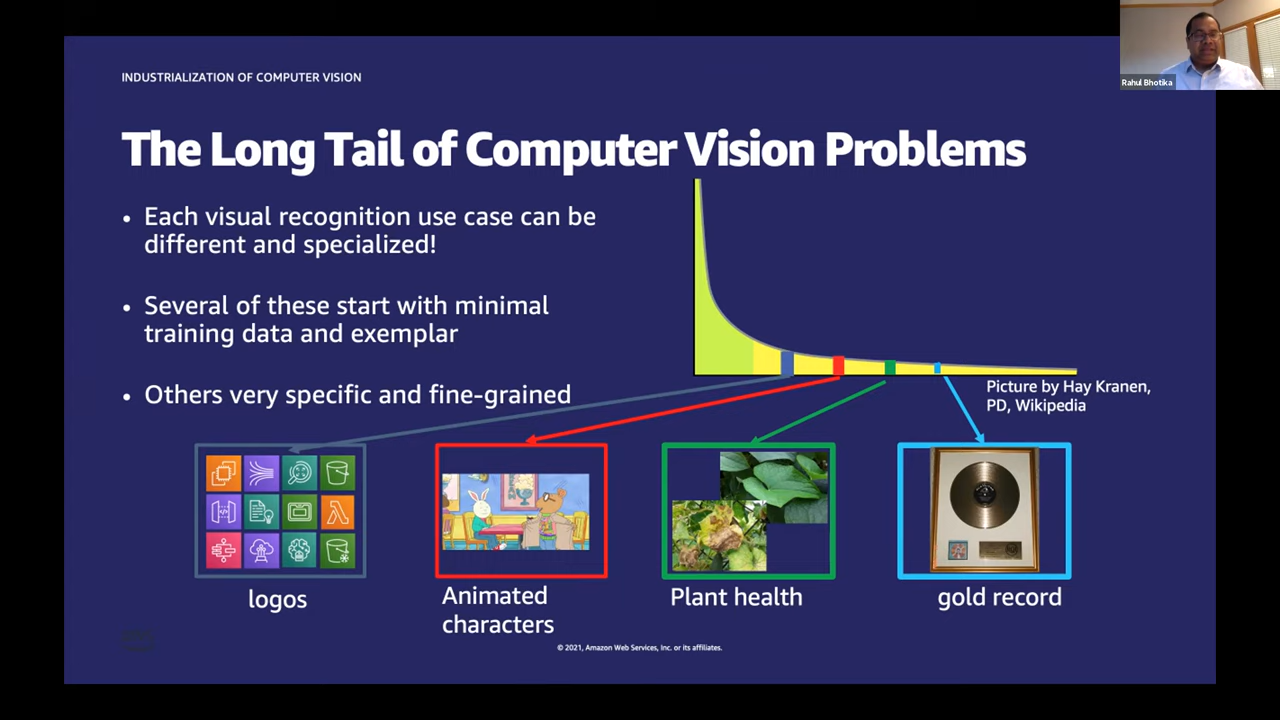 Rahul Bhotika
INDUSTRIALIZATION OF COMPUTER VISION
The Long Tail of Computer Vision Problems
• Each visual recognition use case can be
different and specialized!
• Several of these start with minimal
training data and exemplar
• Others very specific and fine-grained
Picture by Hay Kranen,
PD, Wikipedia
logos
Animated
characters
Plant health
gold record
© 2021, Amazon Web Services, Inc. or its affiliates.